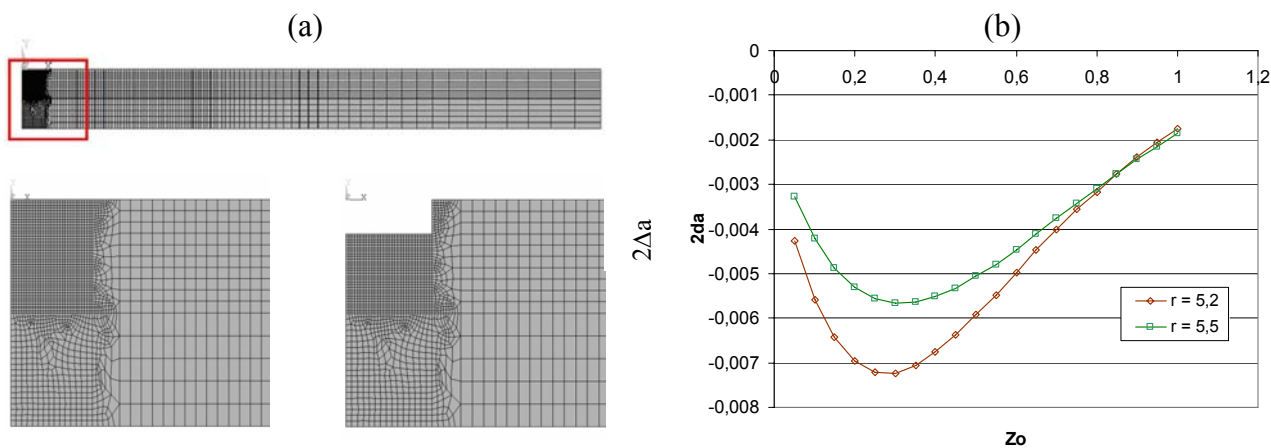 (a)
(b)
0
-0,001
-0,002
-0,003
-0,004
-0,005
-0,006
-0,007
-0,008
0
0,2
0,4
0,6
0,8
1
1,2
2Δa
2da
r = 5,2
r = 5,5
Zo
X